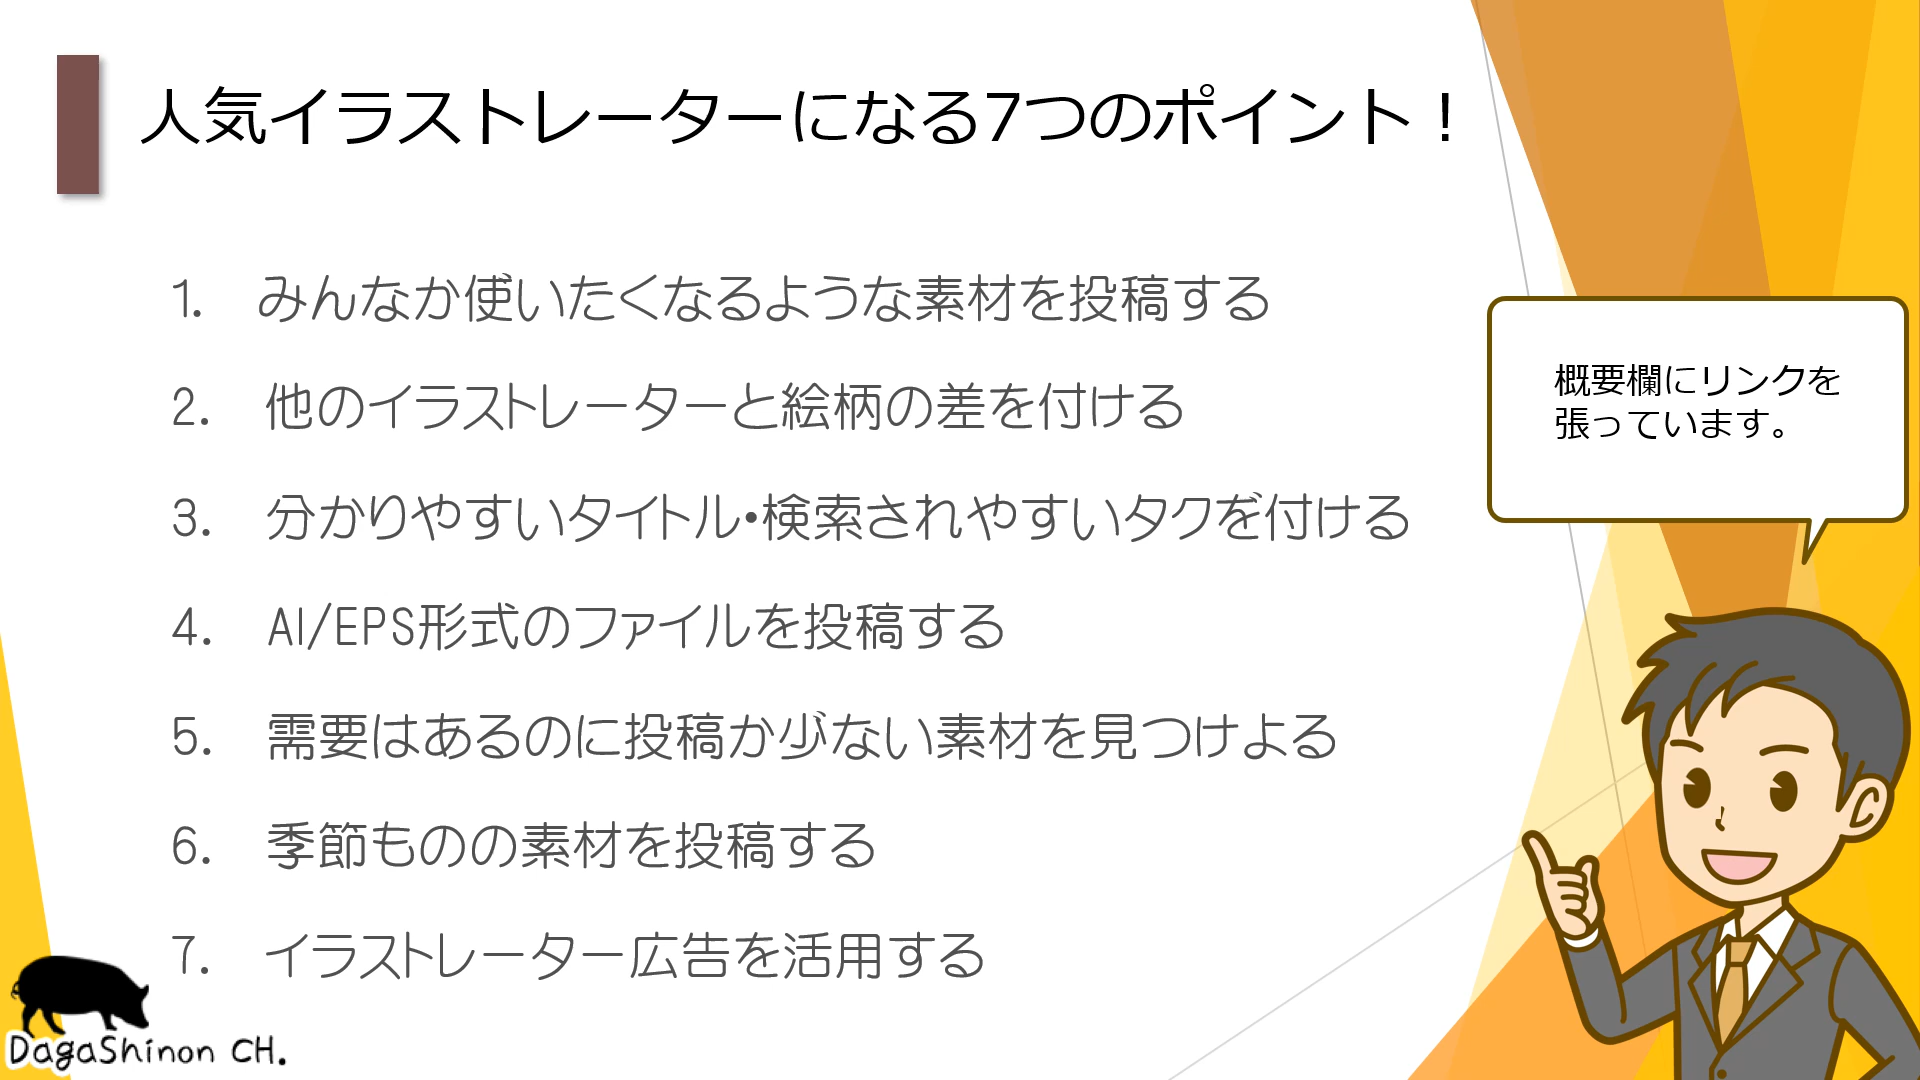 人気イラストレーターになる7つのポイント！
1. みんなか使゛いたくなるような素材を投稿する
2. 他のイラストレーターと絵柄の差を付ける
3. 分かりやすいタイトル・検索されやすいタクを゛付ける
4. AI/EPS形式のファイルを投稿する
5. 需要はあるのに投稿か少゛ない素材を見つけよる
6. 季節ものの素材を投稿する
7. イラストレーター広告を活用する
概要欄にリンクを
張っています。
DagaShinon CH.